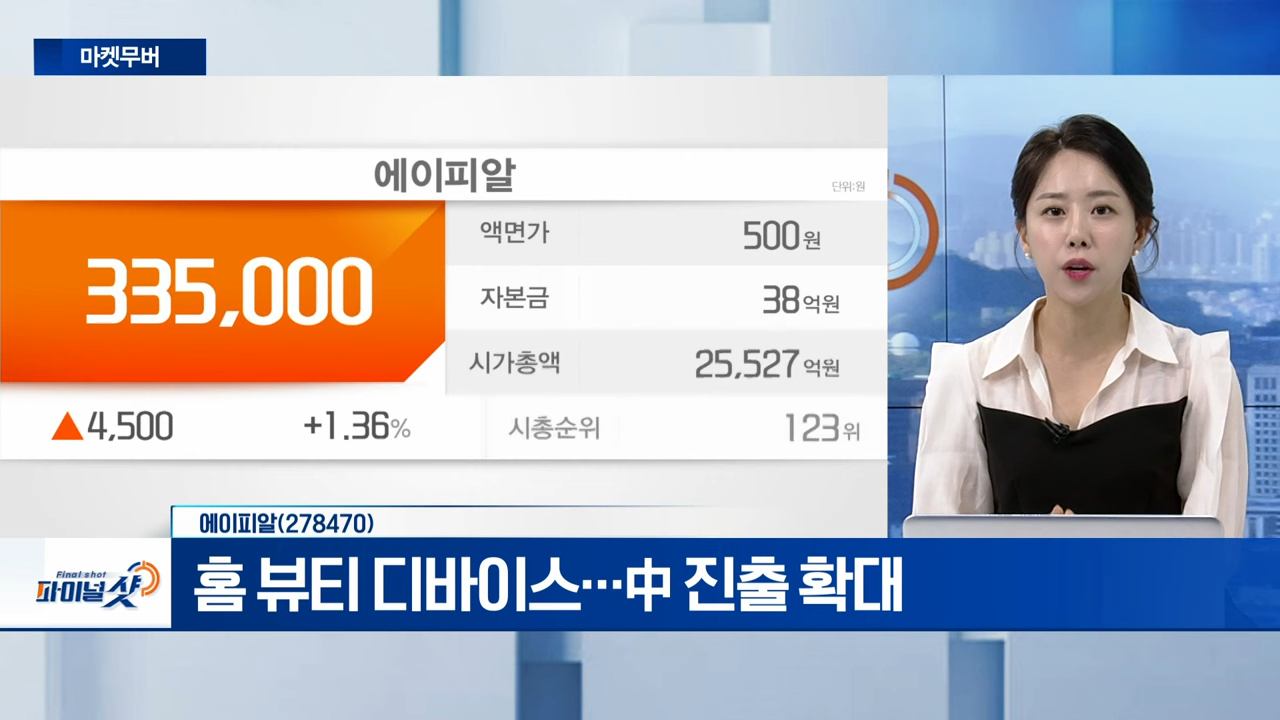 마켓무버
에이피알
단위:원
335,000
액면가 500원
자본금 38억원
시가총액 25,527억원
▲4,500 +1.36%
시총순위 123위
에이피알(278470)
Final shot
파이널샷
홈 뷰티 디바이스…中 진출 확대